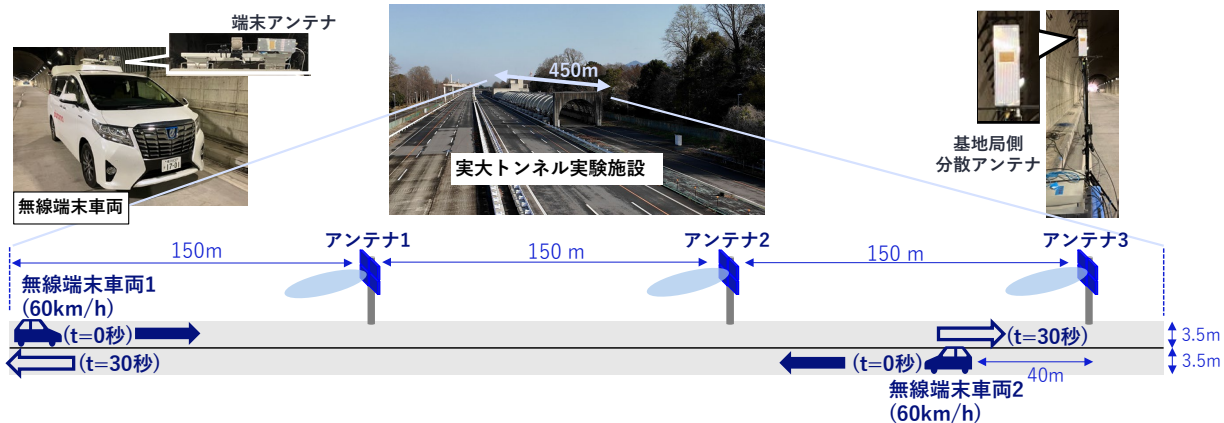 端末アンテナ
無線端末車両
450m
実大トンネル実験施設
基地局側
分散アンテナ
アンテナ1
アンテナ2
アンテナ3
150m
150 m
150 m
無線端末車両1
(60km/h)
(t=0秒)
(t=30秒)
(t=30秒)
3.5m
(t=0秒)
3.5m
40m
無線端末車両2
(60km/h)